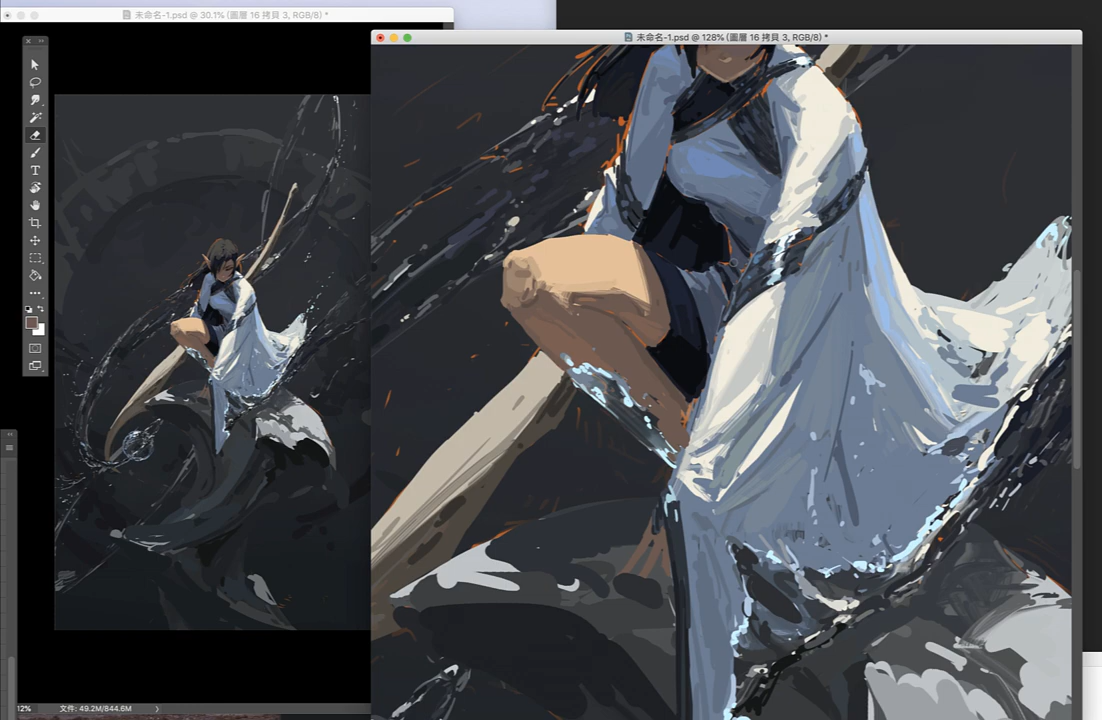 未命名-1.psd @ 30.1% (圖層 16 拷貝 3, RGB/8) *
未命名-1.psd @ 128% (圖層 16 拷貝 3, RGB/8) *
T
12%
文件: 49.2M/844.6M